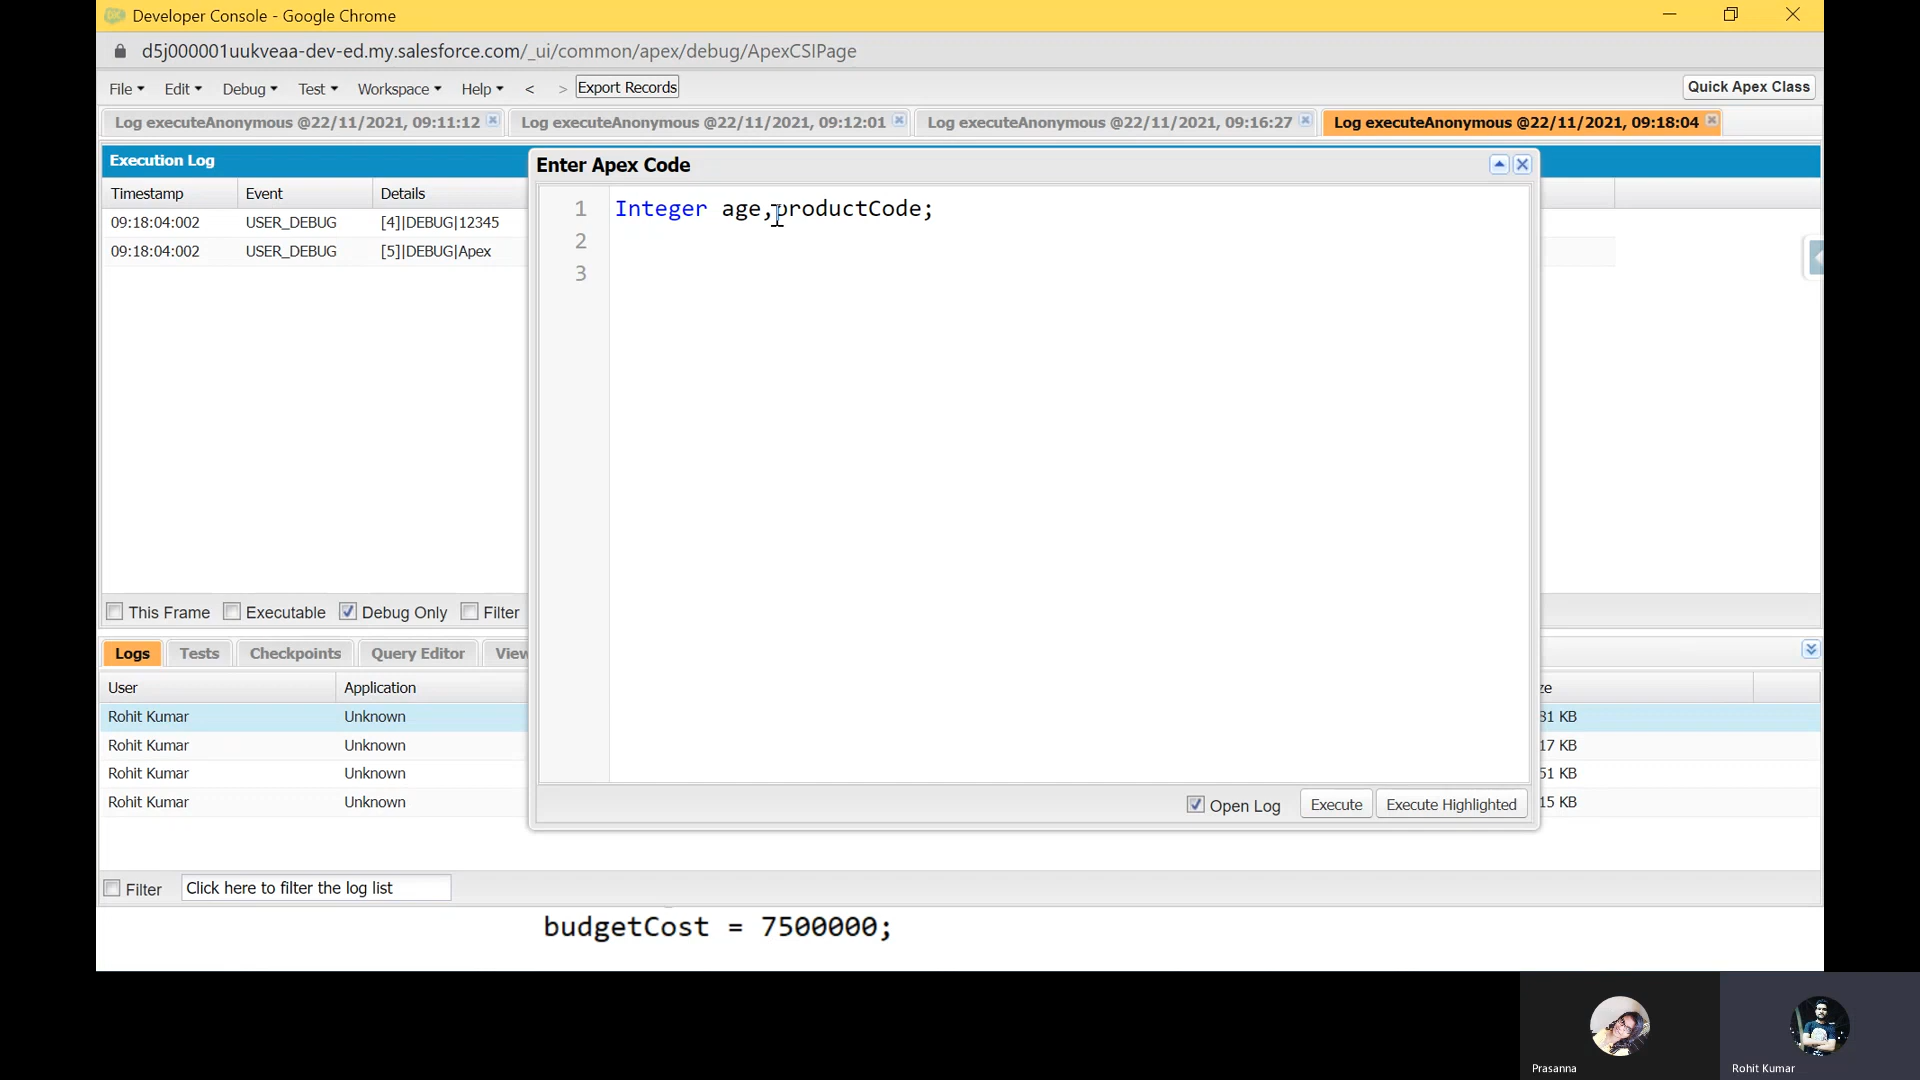 Developer Console - Google Chrome
d5j000001uukveaa-dev-ed.my.salesforce.com/_ui/common/apex/debug/ApexCSIPage
File Edit Debug Test Workspace Help < > Export Records Quick Apex Class
Log executeAnonymous @22/11/2021, 09:11:12 Log executeAnonymous @22/11/2021, 09:12:01 Log executeAnonymous @22/11/2021, 09:16:27 Log executeAnonymous @22/11/2021, 09:18:04
Execution Log
Timestamp Event Details
09:18:04:002 USER_DEBUG [4]|DEBUG|12345
09:18:04:002 USER_DEBUG [5]|DEBUG|Apex
Enter Apex Code
1 Integer age,productCode;
2
3
Open Log Execute Execute Highlighted
This Frame Executable Debug Only Filter
Logs Tests Checkpoints Query Editor View
User Application ze
Rohit Kumar Unknown 81 KB
Rohit Kumar Unknown 17 KB
Rohit Kumar Unknown 51 KB
Rohit Kumar Unknown 15 KB
Filter Click here to filter the log list
budgetCost = 7500000;
Prasanna Rohit Kumar